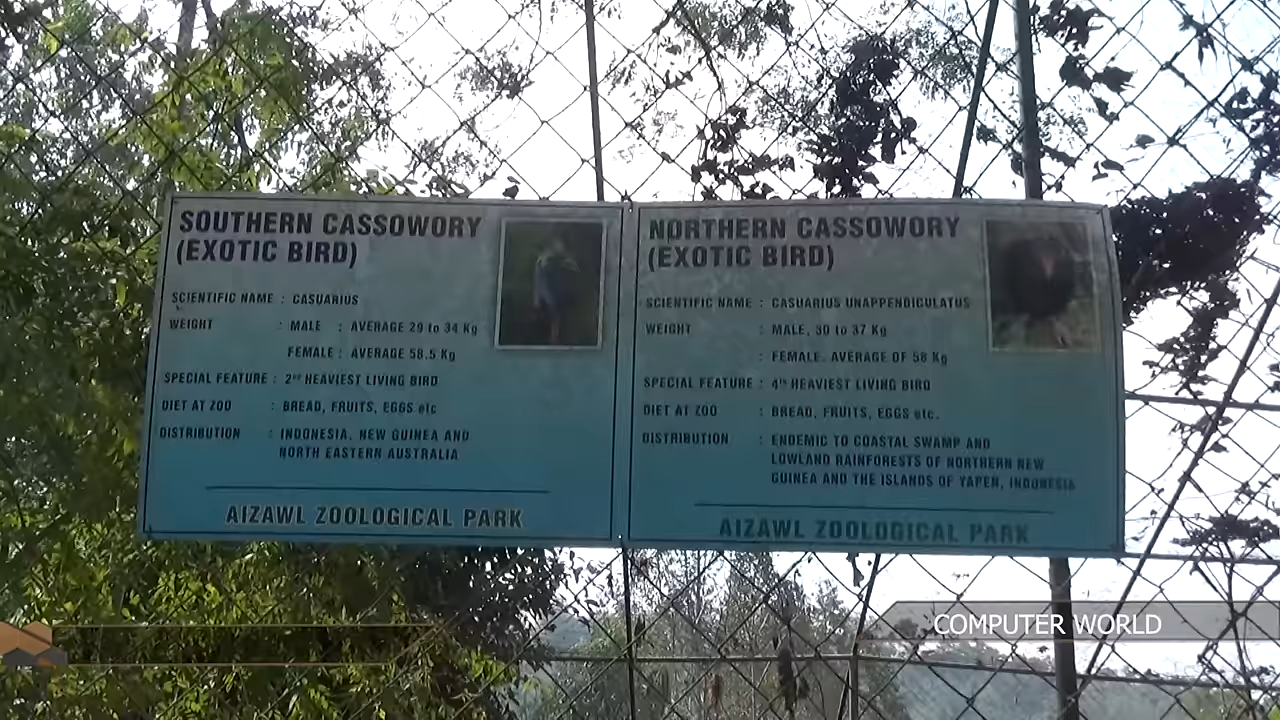 SOUTHERN CASSOWORY
(EXOTIC BIRD)
SCIENTIFIC NAME : CASUARIUS
WEIGHT : MALE : AVERAGE 29 to 34 Kg
FEMALE : AVERAGE 58.5 Kg
SPECIAL FEATURE : 2ND HEAVIEST LIVING BIRD
DIET AT ZOO : BREAD, FRUITS, EGGS etc
DISTRIBUTION : INDONESIA, NEW GUINEA AND
NORTH EASTERN AUSTRALIA
AIZAWL ZOOLOGICAL PARK
NORTHERN CASSOWORY
(EXOTIC BIRD)
SCIENTIFIC NAME : CASUARIUS UNAPPENDICULATUS
WEIGHT : MALE, 30 to 37 Kg
: FEMALE. AVERAGE OF 58 Kg
SPECIAL FEATURE : 4th HEAVIEST LIVING BIRD
DIET AT ZOO : BREAD, FRUITS, EGGS etc.
DISTRIBUTION : ENDEMIC TO COASTAL SWAMP AND
LOWLAND RAINFORESTS OF NORTHERN NEW
GUINEA AND THE ISLANDS OF YAPEN, INDONESIA
AIZAWL ZOOLOGICAL PARK
COMPUTER WORLD